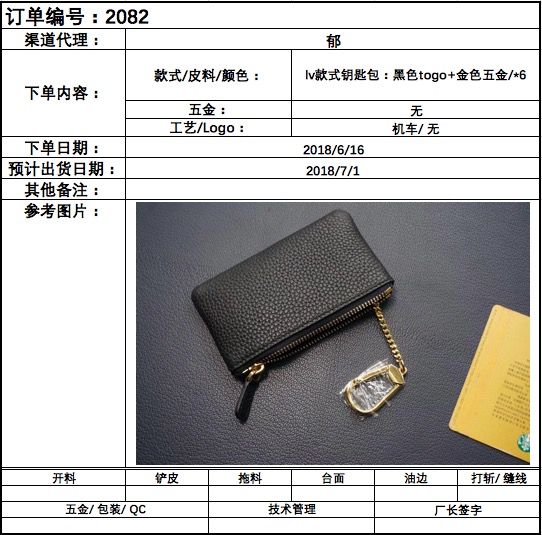 订单编号：2082
渠道代理： 郁
下单内容： 款式/皮料/颜色： lv款式钥匙包：黑色togo+金色五金/*6
五金： 无
工艺/Logo： 机车/ 无
下单日期： 2018/6/16
预计出货日期： 2018/7/1
其他备注：
参考图片：
开料 铲皮 拖料 台面 油边 打斩/ 缝线
五金/ 包装/ QC 技术管理 厂长签字